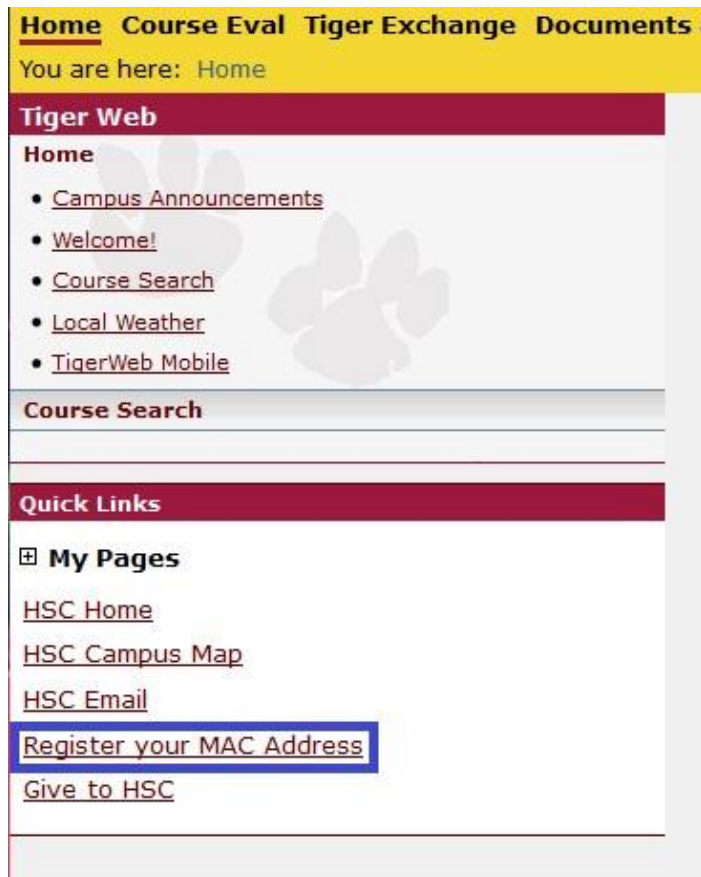 Home Course Eval Tiger Exchange Documents
You are here: Home
Tiger Web
Home
• Campus Announcements
• Welcome!
• Course Search
• Local Weather
• TigerWeb Mobile
Course Search
Quick Links
My Pages
HSC Home
HSC Campus Map
HSC Email
Register your MAC Address
Give to HSC